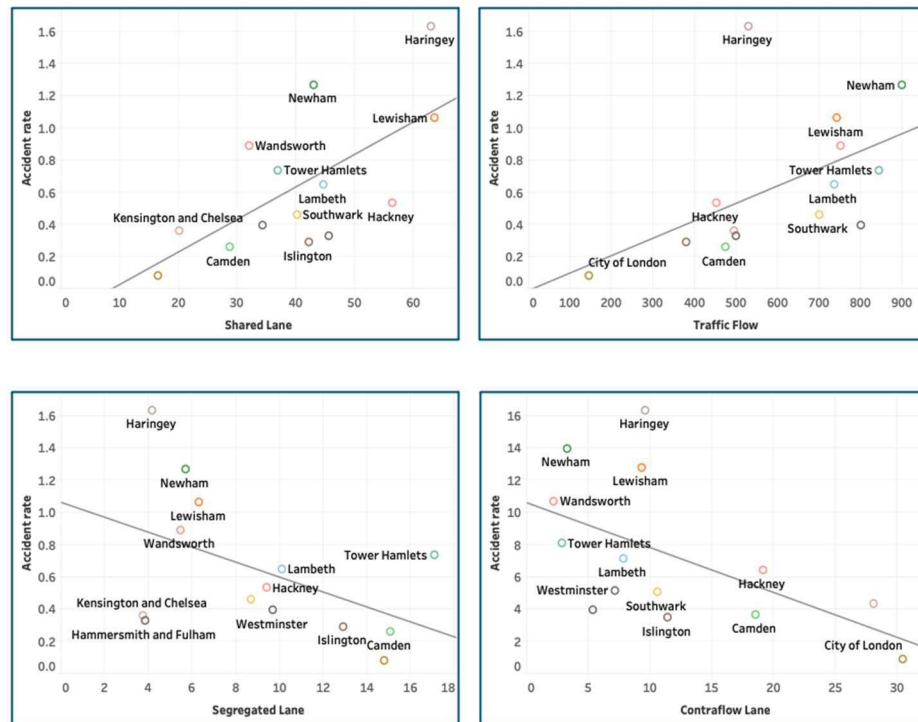 1.6
Haringey
1.4
Newham
1.2
Lewisham
1.0
Wandsworth
0.8
Tower Hamlets
Lambeth
0.6
Kensington and Chelsea
Southwark
Hackney
0.4
Camden
Islington
0.2
0.0
0 10 20 30 40 50 60
Accident rate
Shared Lane
1.6
Haringey
1.4
Newham
1.2
1.0
Lewisham
0.8
Tower Hamlets
0.6
Lambeth
Hackney
Southwark
0.4
City of London
Camden
0.2
0.0
0 100 200 300 400 500 600 700 800 900
Accident rate
Traffic Flow
1.6
Haringey
1.4
1.2
Newham
1.0
Lewisham
Wandsworth
0.8
Tower Hamlets
Lambeth
0.6
Hackney
Kensington and Chelsea
0.4
Hammersmith and Fulham
Westminster
Islington
Camden
0.2
0.0
0 2 4 6 8 10 12 14 16 18
Accident rate
Segregated Lane
16
Haringey
14
Newham
12
Lewisham
Wandsworth
10
8
Tower Hamlets
Lambeth
6
Hackney
Westminster
Southwark
4
Islington
Camden
2
City of London
0
0 5 10 15 20 25 30
Accident rate
Contraflow Lane